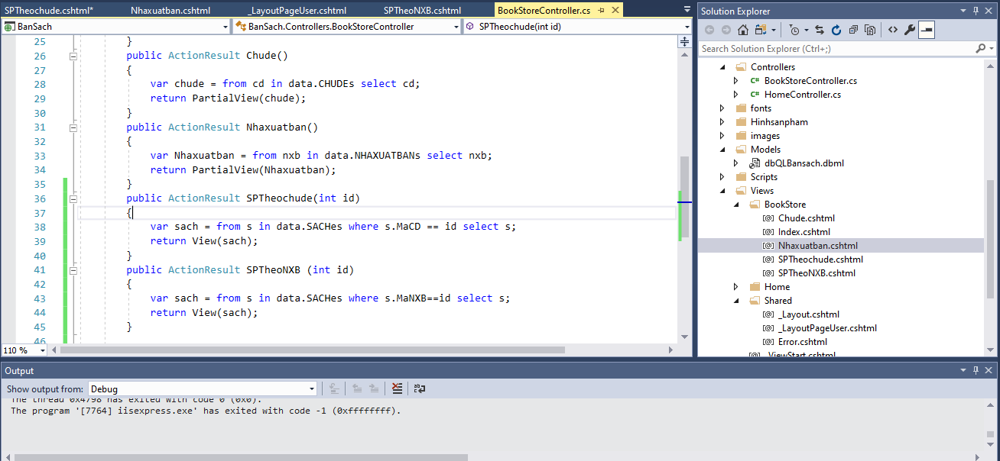 SPTheochude.cshtml* Nhaxuatban.cshtml _LayoutPageUser.cshtml SPTheoNXB.cshtml BookStoreController.cs
BanSach BanSach.Controllers.BookStoreController SPTheochude(int id)
25 }
26 public ActionResult Chude()
27 {
28 var chude = from cd in data.CHUDEs select cd;
29 return PartialView(chude);
30 }
31 public ActionResult Nhaxuatban()
32 {
33 var Nhaxuatban = from nxb in data.NHAXUATBANs select nxb;
34 return PartialView(Nhaxuatban);
35 }
36 public ActionResult SPTheochude(int id)
37 {
38 var sach = from s in data.SACHes where s.MaCD == id select s;
39 return View(sach);
40 }
41 public ActionResult SPTheoNXB (int id)
42 {
43 var sach = from s in data.SACHes where s.MaNXB==id select s;
44 return View(sach);
45 }
46
110 %
Solution Explorer
Search Solution Explorer (Ctrl+;)
Controllers
C# BookStoreController.cs
C# HomeController.cs
fonts
Hinhsanpham
images
Models
dbQLBansach.dbml
Scripts
Views
BookStore
[@] Chude.cshtml
[@] Index.cshtml
[@] Nhaxuatban.cshtml
[@] SPTheochude.cshtml
[@] SPTheoNXB.cshtml
Home
Shared
[@] _Layout.cshtml
[@] _LayoutPageUser.cshtml
[@] Error.cshtml
[@] _ViewStart.cshtml
Output
Show output from: Debug
The thread 0x4798 has exited with code 0 (0x0).
The program '[7764] iisexpress.exe' has exited with code -1 (0xffffffff).